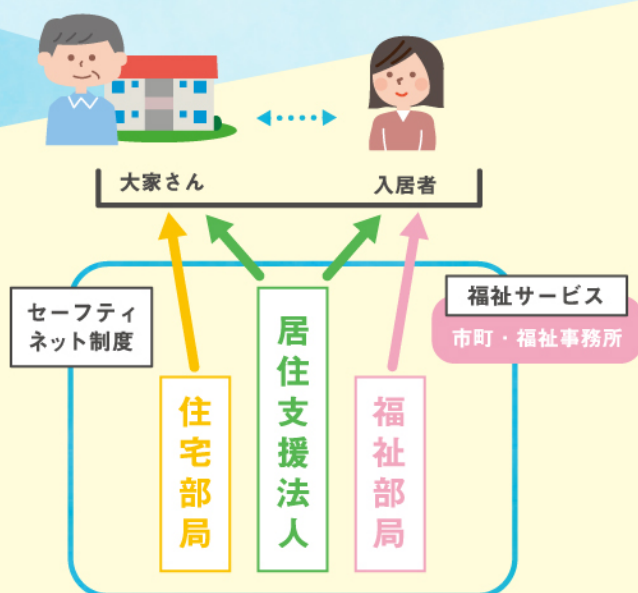 大家さん
入居者
セーフティ
ネット制度
福祉サービス
市町・福祉事務所
住宅部局
居住支援法人
福祉部局